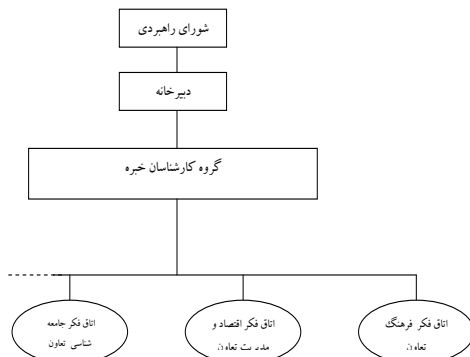 شورای راهبردی
دبیرخانه
گروه کارشناسان خبره
اتاق فکر فرهنگ
تعاون
اتاق فکر اقتصاد و
مدیریت تعاون
اتاق فکر جامعه
شناسی تعاون